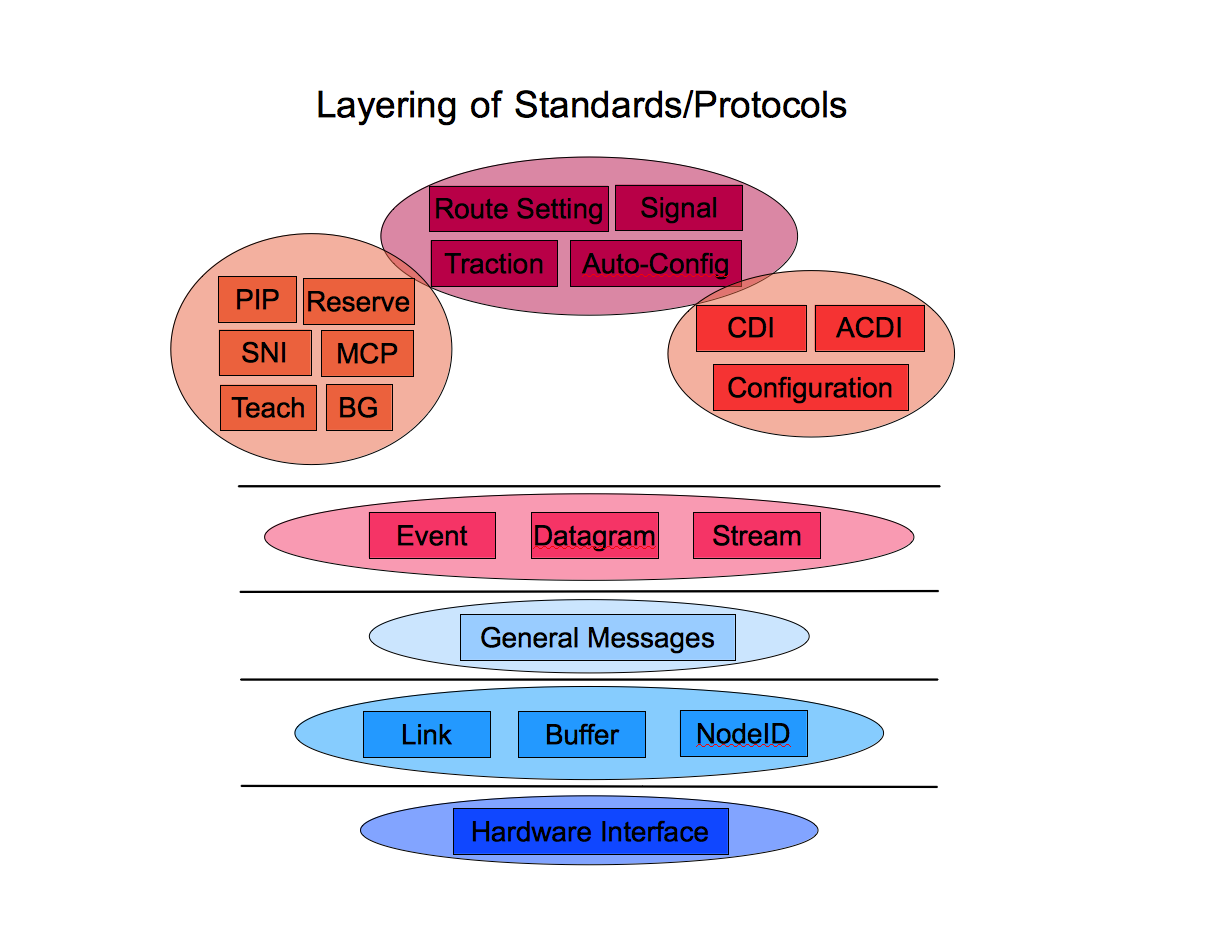 Layering of Standards/Protocols
Route Setting Signal
Traction Auto-Config
PIP Reserve
SNI MCP
Teach BG
CDI ACDI
Configuration
Event Datagram Stream
General Messages
Link Buffer NodeID
Hardware Interface